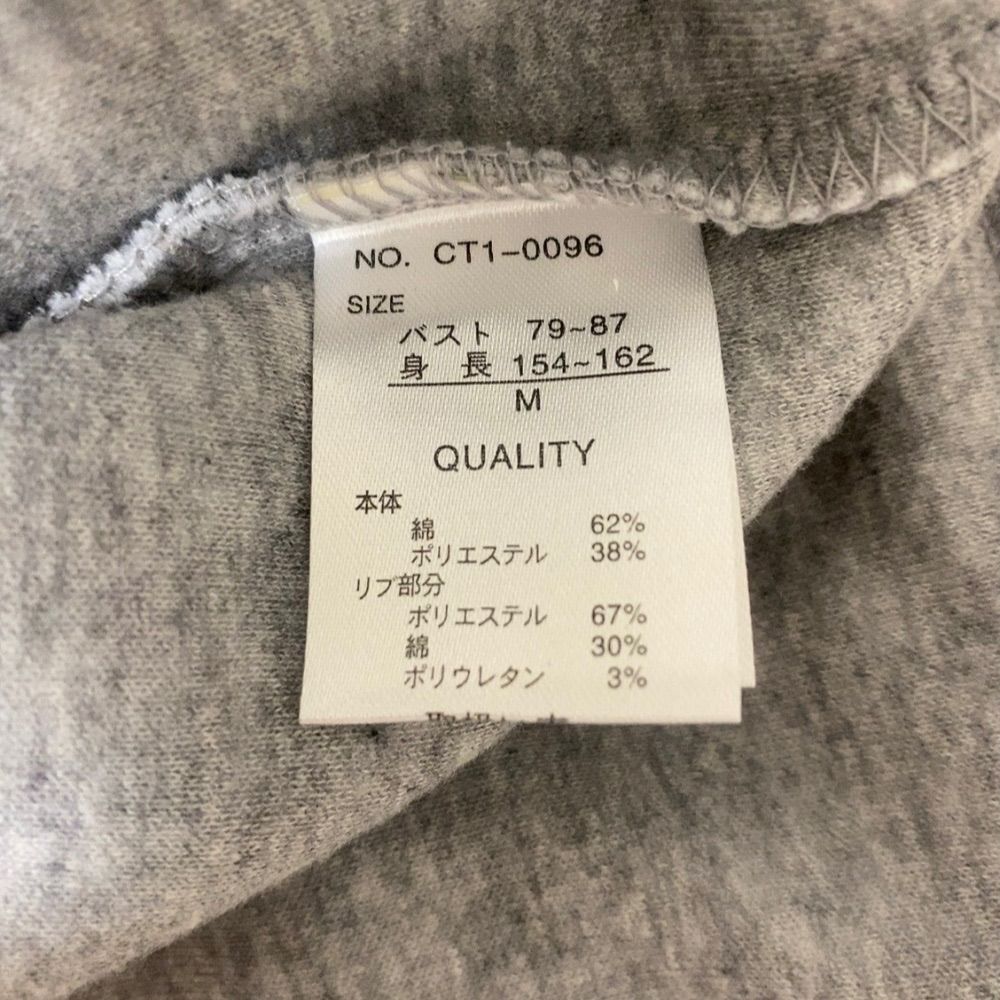 NO. CT1-0096
SIZE
バスト 79~87
身 長 154~162
M
QUALITY
本体
綿 62%
ポリエステル 38%
リブ部分
ポリエステル 67%
綿 30%
ポリウレタン 3%